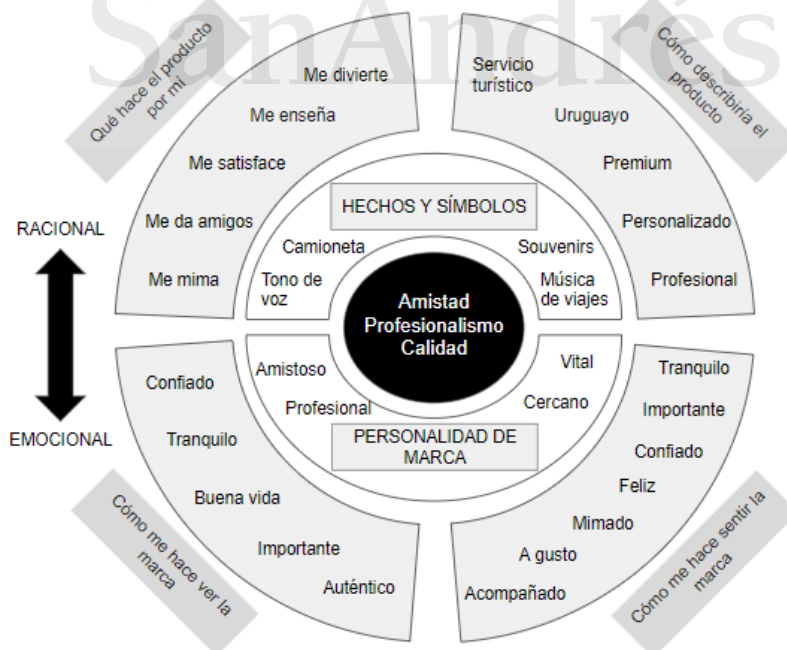 SanAndrés
Qué hace el producto
por mí
Me divierte
Me enseña
Me satisface
Me da amigos
Me mima
Cómo describiría el
producto
Servicio
turístico
Uruguayo
Premium
Personalizado
Profesional
RACIONAL
EMOCIONAL
HECHOS Y SÍMBOLOS
Camioneta
Tono de
voz
Souvenirs
Música
de viajes
Amistad
Profesionalismo
Calidad
Amistoso
Profesional
Vital
Cercano
PERSONALIDAD DE
MARCA
Confiado
Tranquilo
Buena vida
Importante
Auténtico
Cómo me hace ver la
marca
Tranquilo
Importante
Confiado
Feliz
Mimado
A gusto
Acompañado
Cómo me hace sentir la
marca